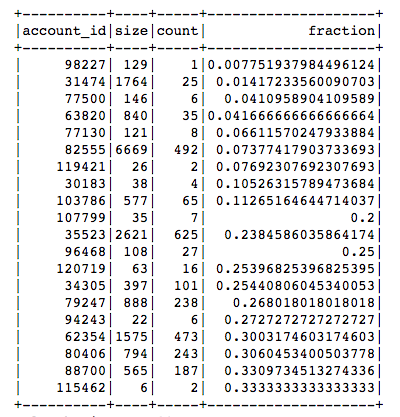 +----------+----+-----+--------------------+
|account_id|size|count|            fraction|
+----------+----+-----+--------------------+
|     98227| 129|    1|0.007751937984496124|
|     31474|1764|   25| 0.01417233560090703|
|     77500| 146|    6|  0.0410958904109589|
|     63820| 840|   35|0.041666666666666664|
|     77130| 121|    8| 0.06611570247933884|
|     82555|6669|  492| 0.07377417903733693|
|    119421|  26|    2| 0.07692307692307693|
|     30183|  38|    4| 0.10526315789473684|
|    103786| 577|   65| 0.11265164644714037|
|    107799|  35|    7|                 0.2|
|     35523|2621|  625|  0.2384586035864174|
|     96468| 108|   27|                0.25|
|    120719|  63|   16| 0.25396825396825395|
|     34305| 397|  101| 0.25440806045340053|
|     79247| 888|  238|   0.268018018018018|
|     94243|  22|    6|  0.2727272727272727|
|     62354|1575|  473|  0.3003174603174603|
|     80406| 794|  243|  0.3060453400503778|
|     88700| 565|  187|  0.3309734513274336|
|    115462|   6|    2|  0.3333333333333333|
+----------+----+-----+--------------------+